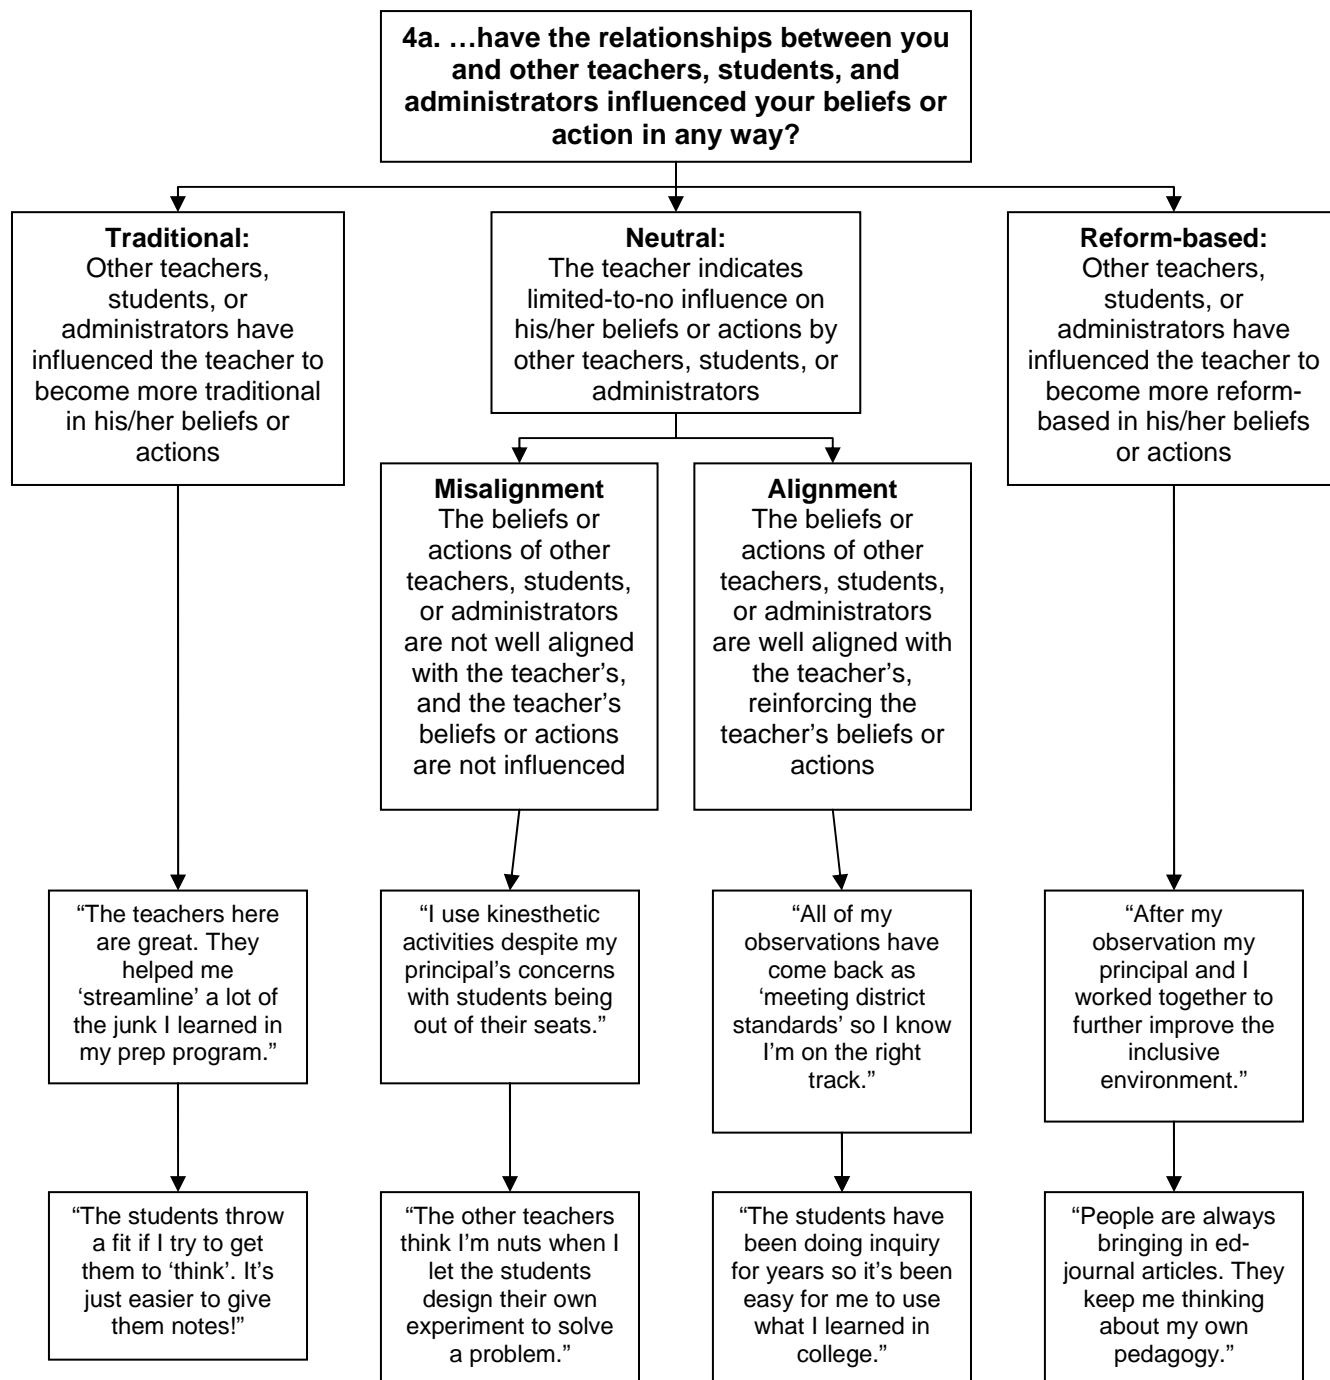 4a. …have the relationships between you
and other teachers, students, and
administrators influenced your beliefs or
action in any way?
Traditional:
Other teachers,
students, or
administrators have
influenced the teacher to
become more traditional
in his/her beliefs or
actions
Neutral:
The teacher indicates
limited-to-no influence on
his/her beliefs or actions by
other teachers, students, or
administrators
Reform-based:
Other teachers,
students, or
administrators have
influenced the teacher to
become more reform-
based in his/her beliefs
or actions
Misalignment
The beliefs or
actions of other
teachers, students,
or administrators
are not well aligned
with the teacher’s,
and the teacher’s
beliefs or actions
are not influenced
Alignment
The beliefs or
actions of other
teachers, students,
or administrators
are well aligned with
the teacher’s,
reinforcing the
teacher’s beliefs or
actions
“The teachers here
are great. They
helped me
‘streamline’ a lot of
the junk I learned in
my prep program.”
“I use kinesthetic
activities despite my
principal’s concerns
with students being
out of their seats.”
“All of my
observations have
come back as
‘meeting district
standards’ so I know
I’m on the right
track.”
“After my
observation my
principal and I
worked together to
further improve the
inclusive
environment.”
“The students throw
a fit if I try to get
them to ‘think’. It’s
just easier to give
them notes!”
“The other teachers
think I’m nuts when I
let the students
design their own
experiment to solve
a problem.”
“The students have
been doing inquiry
for years so it’s been
easy for me to use
what I learned in
college.”
“People are always
bringing in ed-
journal articles. They
keep me thinking
about my own
pedagogy.”